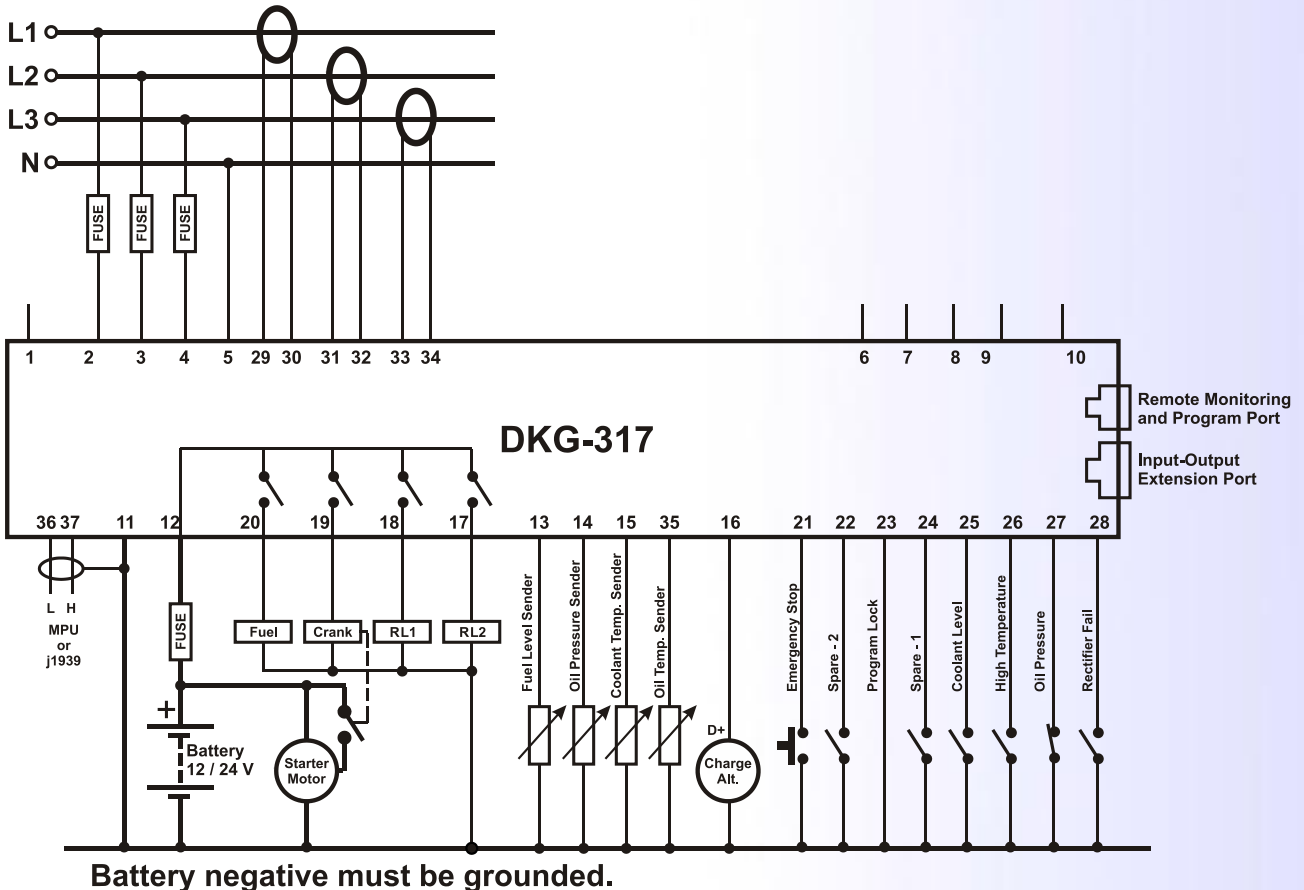 L1
L2
L3
N
FUSE
FUSE
FUSE
1 2 3 4 5 29 30 31 32 33 34 6 7 8 9 10
Remote Monitoring
and Program Port
DKG-317
Input-Output
Extension Port
36 37 11 12 20 19 18 17 13 14 15 35 16 21 22 23 24 25 26 27 28
L H
MPU
or
j1939
FUSE
Fuel
Crank
RL1
RL2
Fuel Level Sender
Oil Pressure Sender
Coolant Temp. Sender
Oil Temp. Sender
Emergency Stop
Spare - 2
Program Lock
Spare - 1
Coolant Level
High Temperature
Oil Pressure
Rectifier Fail
+
Battery
12 / 24 V
Starter
Motor
D+
Charge
Alt.
Battery negative must be grounded.